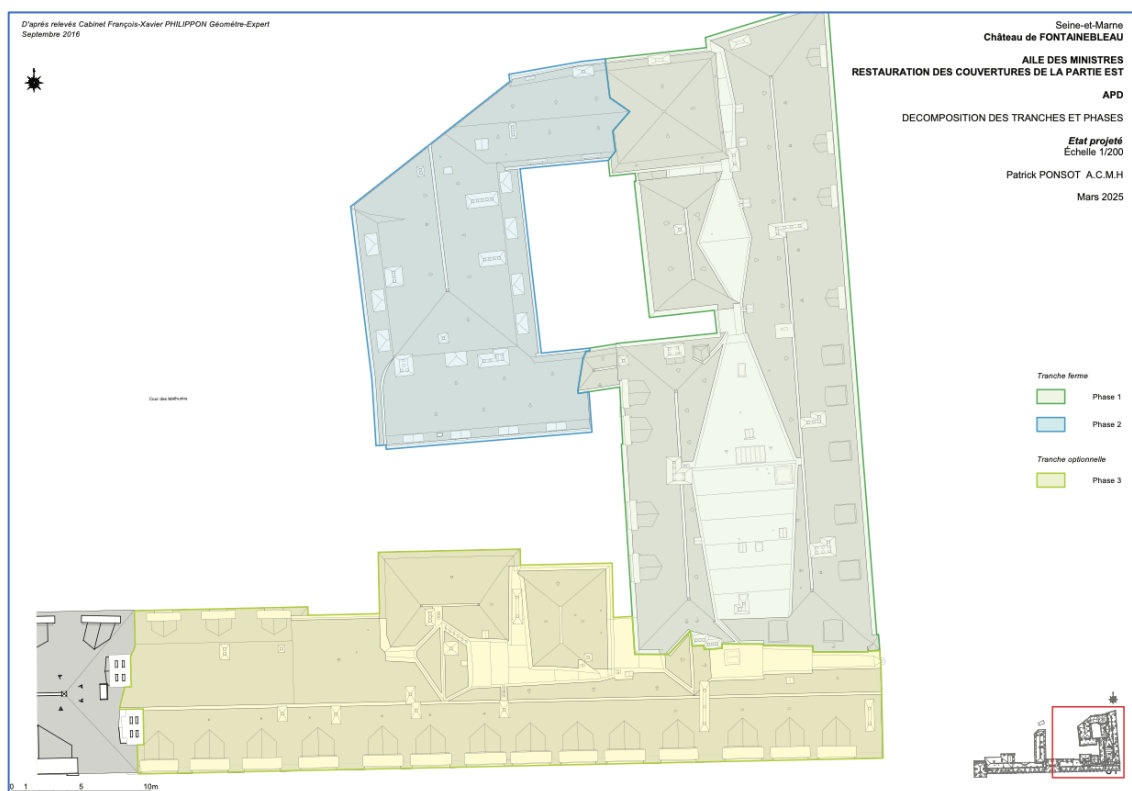 D'après relevés Cabinet François-Xavier PHILIPPON Géomètre-Expert
Septembre 2016
Seine-et-Marne
Château de FONTAINEBLEAU
AILE DES MINISTRES
RESTAURATION DES COUVERTURES DE LA PARTIE EST
APD
DECOMPOSITION DES TRANCHES ET PHASES
Etat projeté
Échelle 1/200
Patrick PONSOT A.C.M.H
Mars 2025
Tranche ferme
Phase 1
Phase 2
Tranche optionnelle
Phase 3
Cour des
0 1 5 10m